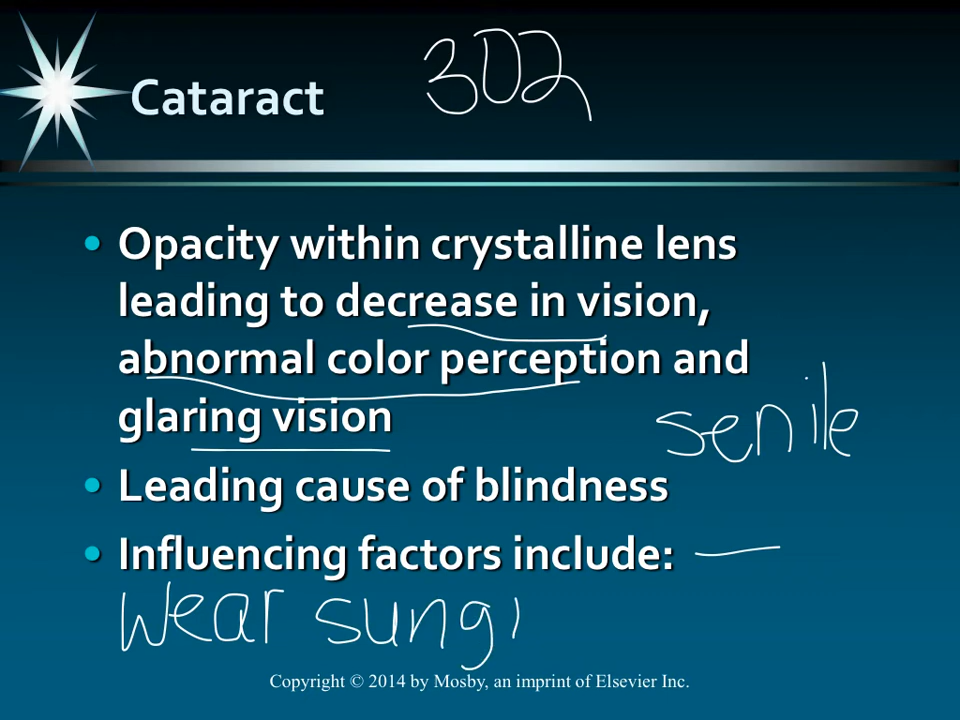 302
Cataract
• Opacity within crystalline lens
leading to decrease in vision,
abnormal color perception and
glaring vision
senile
• Leading cause of blindness
• Influencing factors include:
Wear sungl
Copyright © 2014 by Mosby, an imprint of Elsevier Inc.